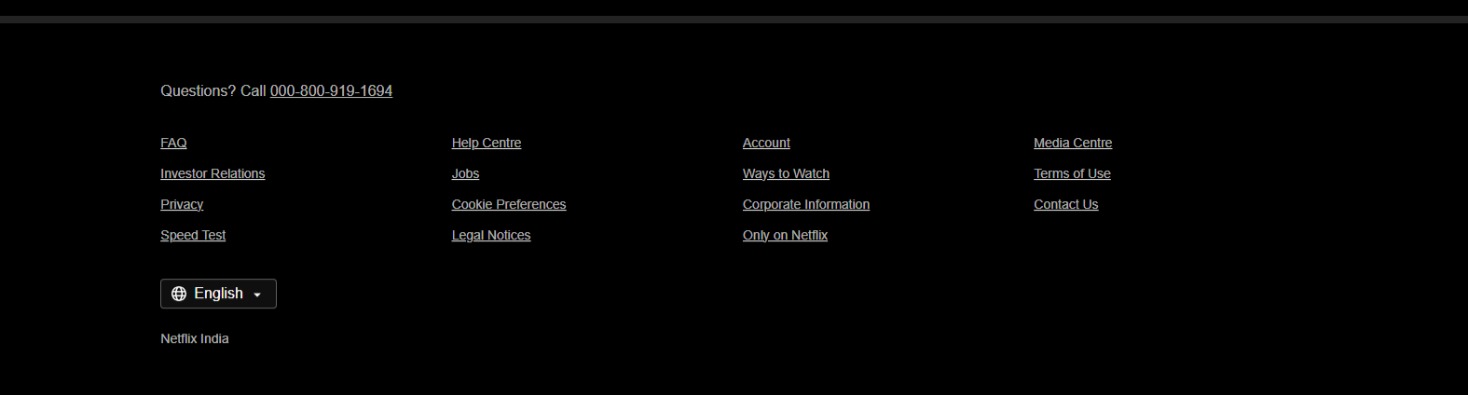 Questions? Call 000-800-919-1694
FAQ Help Centre Account Media Centre
Investor Relations Jobs Ways to Watch Terms of Use
Privacy Cookie Preferences Corporate Information Contact Us
Speed Test Legal Notices Only on Netflix
English
Netflix India